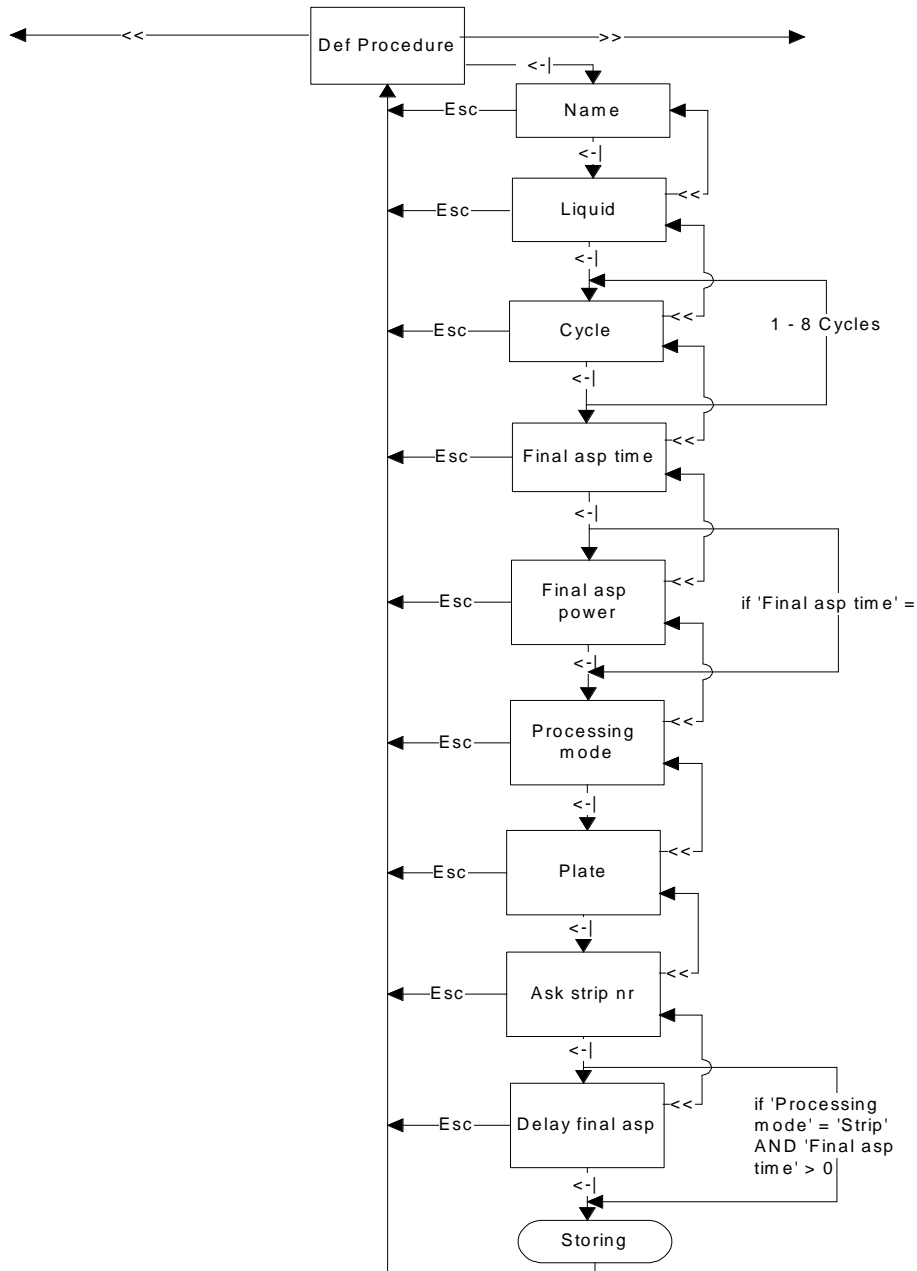 <<
Def Procedure
>>
<-|
Esc
Name
<-|
<<
Esc
Liquid
<-|
1 - 8 Cycles
<<
Esc
Cycle
<-|
<<
Esc
Final asp time
<-|
<<
Esc
Final asp
power
if 'Final asp time' =
<-|
<<
Esc
Processing
mode
<-|
<<
Esc
Plate
<-|
<<
Esc
Ask strip nr
<-|
<<
Esc
Delay final asp
if 'Processing
mode' = 'Strip'
AND 'Final asp
time' > 0
<-|
Storing